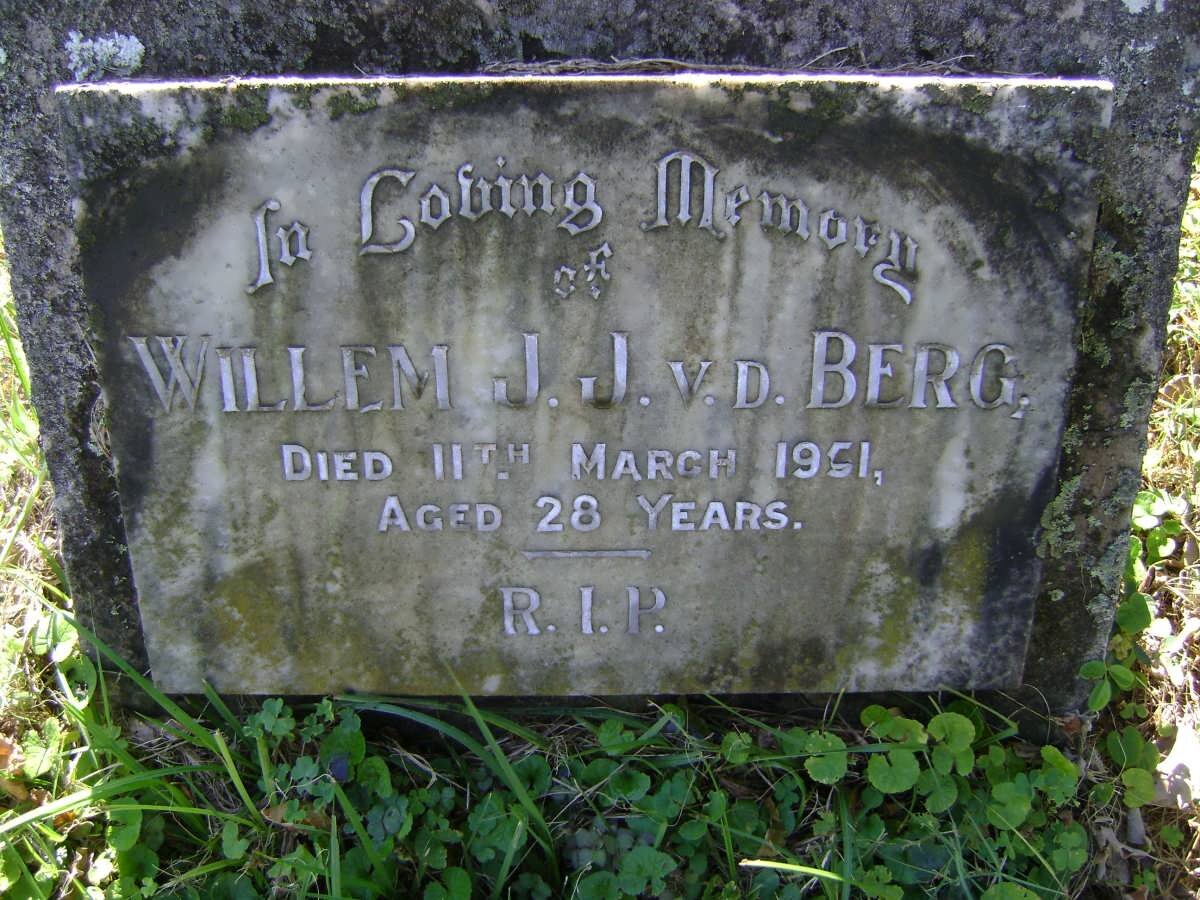 In Loving Memory
of
WILLEM J. J. V. D. BERG,
DIED 11TH. MARCH 1951,
AGED 28 YEARS.
R. I. P.